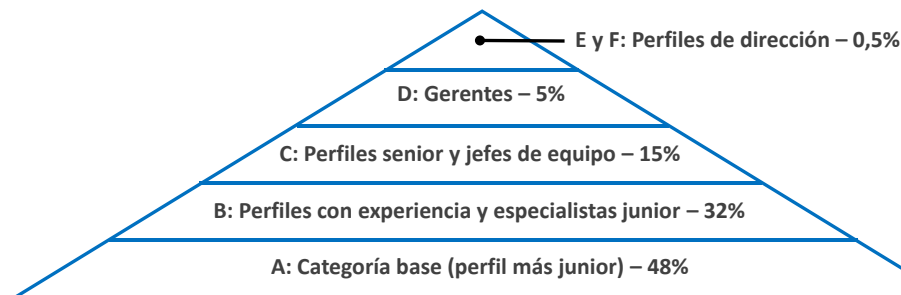 E y F: Perfiles de dirección – 0,5%
D: Gerentes – 5%
C: Perfiles senior y jefes de equipo – 15%
B: Perfiles con experiencia y especialistas junior – 32%
A: Categoría base (perfil más junior) – 48%